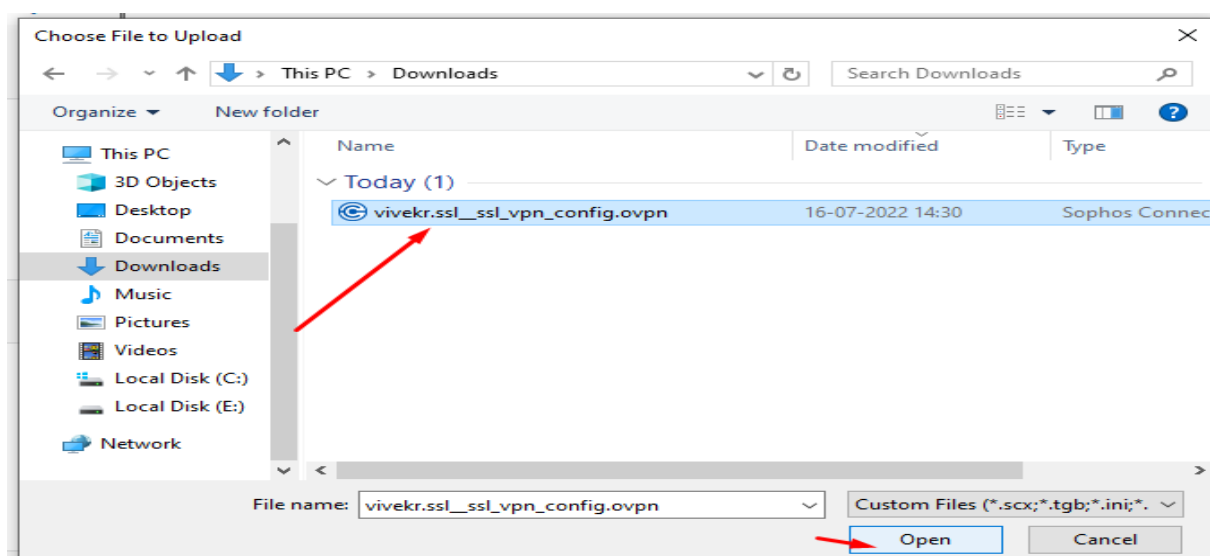 Choose File to Upload
This PC > Downloads
Search Downloads
Organize
New folder
?
Name
Date modified
Type
Today (1)
vivekr.ssl__ssl_vpn_config.ovpn 16-07-2022 14:30 Sophos Connec
This PC
3D Objects
Desktop
Documents
Downloads
Music
Pictures
Videos
Local Disk (C:)
Local Disk (E:)
Network
File name: vivekr.ssl__ssl_vpn_config.ovpn
Custom Files (*.scx;*.tgb;*.ini;*.
Open
Cancel